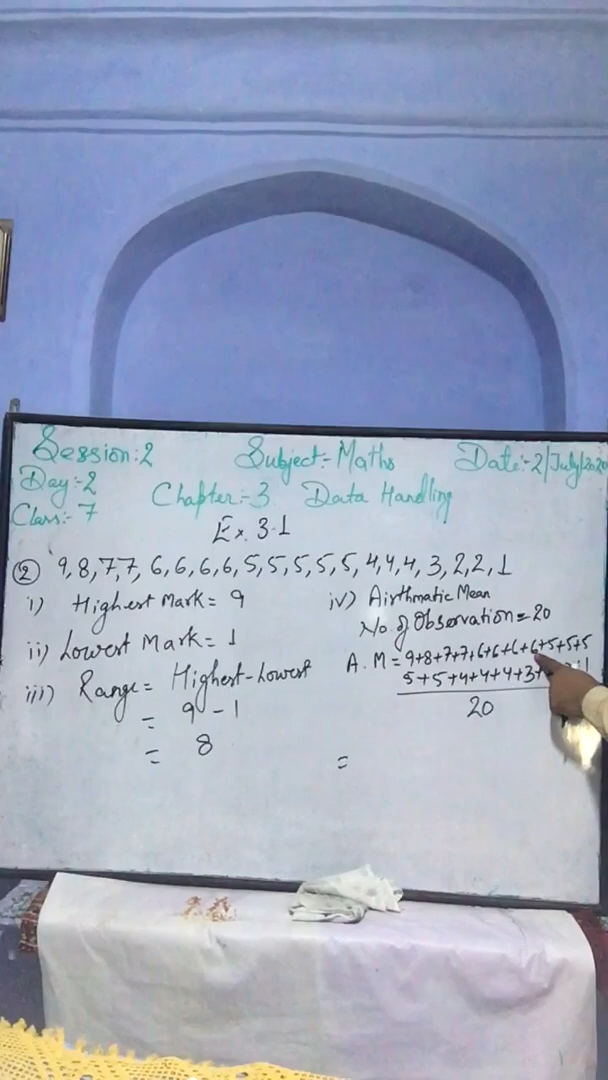 Session:2 Subject:- Maths Date:-2/July/2020
Day:-2
Chapter:-3 Data Handling
Class:- 7
Ex. 3.1
② 9,8,7,7, 6,6,6,6,5,5,5,5,5,4,4,4,3,2,2,1
i) Highest Mark = 9
ii) Lowest Mark = 1
iii) Range = Highest-Lowest
= 9 - 1
= 8
iv) Airthmatic Mean
No. of Observation = 20
A.M = 9+8+7+7+6+6+6+6+5+5+5
5+5+4+4+4+3+
20
=